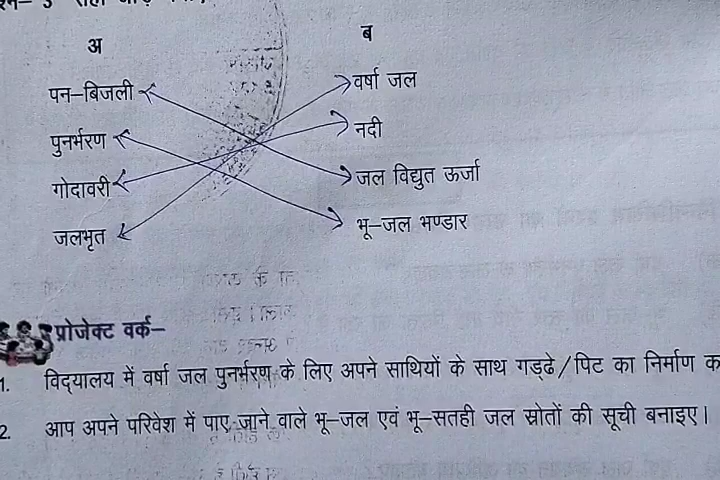 अ ब
पन–बिजली वर्षा जल
पुनर्भरण नदी
गोदावरी जल विद्युत ऊर्जा
जलभृत भू–जल भण्डार
प्रोजेक्ट वर्क–
1. विद्यालय में वर्षा जल पुनर्भरण के लिए अपने साथियों के साथ गड्ढे/पिट का निर्माण
2. आप अपने परिवेश में पाए जाने वाले भू–जल एवं भू–सतही जल स्रोतों की सूची बनाइए।